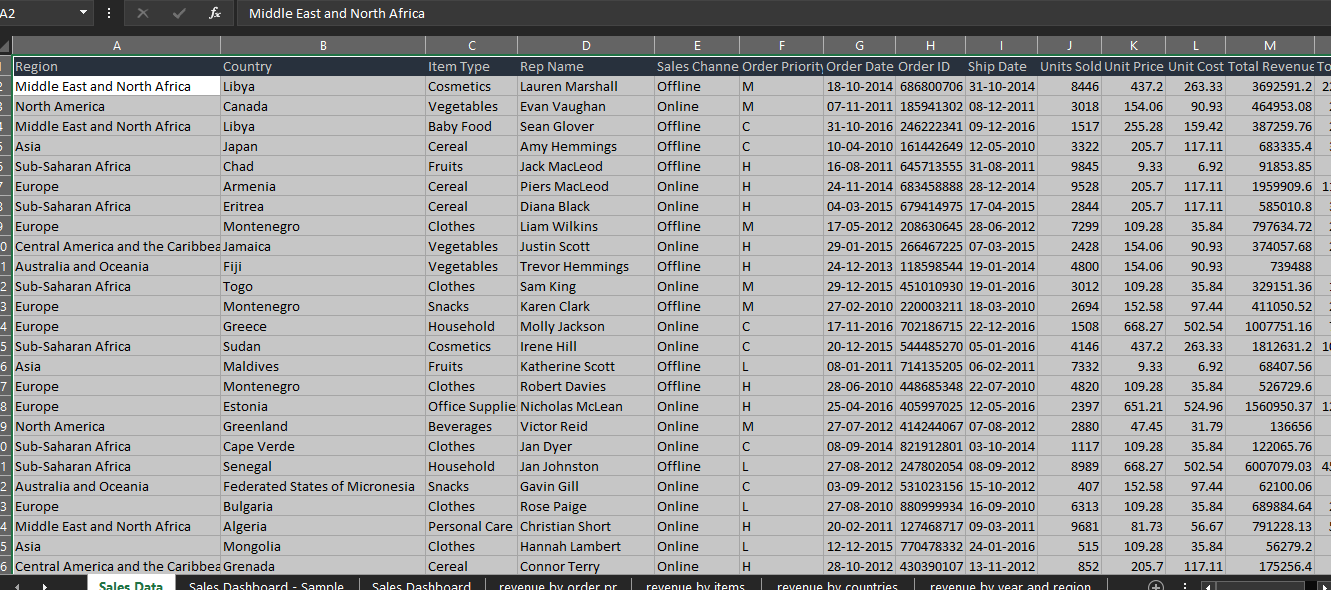 A2 fx Middle East and North Africa
A B C D E F G H I J K L M
Region Country Item Type Rep Name Sales Channe Order Priority Order Date Order ID Ship Date Units Sold Unit Price Unit Cost Total Revenue To
2 Middle East and North Africa Libya Cosmetics Lauren Marshall Offline M 18-10-2014 686800706 31-10-2014 8446 437.2 263.33 3692591.2
3 North America Canada Vegetables Evan Vaughan Online M 07-11-2011 185941302 08-12-2011 3018 154.06 90.93 464953.08
4 Middle East and North Africa Libya Baby Food Sean Glover Offline C 31-10-2016 246222341 09-12-2016 1517 255.28 159.42 387259.76
5 Asia Japan Cereal Amy Hemmings Offline C 10-04-2010 161442649 12-05-2010 3322 205.7 117.11 683335.4
6 Sub-Saharan Africa Chad Fruits Jack MacLeod Offline H 16-08-2011 645713555 31-08-2011 9845 9.33 6.92 91853.85
7 Europe Armenia Cereal Piers MacLeod Online H 24-11-2014 683458888 28-12-2014 9528 205.7 117.11 1959909.6
8 Sub-Saharan Africa Eritrea Cereal Diana Black Online H 04-03-2015 679414975 17-04-2015 2844 205.7 117.11 585010.8
9 Europe Montenegro Clothes Liam Wilkins Offline M 17-05-2012 208630645 28-06-2012 7299 109.28 35.84 797634.72
0 Central America and the Caribbea Jamaica Vegetables Justin Scott Online H 29-01-2015 266467225 07-03-2015 2428 154.06 90.93 374057.68
1 Australia and Oceania Fiji Vegetables Trevor Hemmings Offline H 24-12-2013 118598544 19-01-2014 4800 154.06 90.93 739488
2 Sub-Saharan Africa Togo Clothes Sam King Online M 29-12-2015 451010930 19-01-2016 3012 109.28 35.84 329151.36
3 Europe Montenegro Snacks Karen Clark Offline M 27-02-2010 220003211 18-03-2010 2694 152.58 97.44 411050.52
4 Europe Greece Household Molly Jackson Online C 17-11-2016 702186715 22-12-2016 1508 668.27 502.54 1007751.16
5 Sub-Saharan Africa Sudan Cosmetics Irene Hill Online C 20-12-2015 544485270 05-01-2016 4146 437.2 263.33 1812631.2
6 Asia Maldives Fruits Katherine Scott Offline L 08-01-2011 714135205 06-02-2011 7332 9.33 6.92 68407.56
7 Europe Montenegro Clothes Robert Davies Offline H 28-06-2010 448685348 22-07-2010 4820 109.28 35.84 526729.6
8 Europe Estonia Office Supplie Nicholas McLean Online H 25-04-2016 405997025 12-05-2016 2397 651.21 524.96 1560950.37
9 North America Greenland Beverages Victor Reid Online M 27-07-2012 414244067 07-08-2012 2880 47.45 31.79 136656
0 Sub-Saharan Africa Cape Verde Clothes Jan Dyer Online C 08-09-2014 821912801 03-10-2014 1117 109.28 35.84 122065.76
1 Sub-Saharan Africa Senegal Household Jan Johnston Offline L 27-08-2012 247802054 08-09-2012 8989 668.27 502.54 6007079.03
2 Australia and Oceania Federated States of Micronesia Snacks Gavin Gill Online C 03-09-2012 531023156 15-10-2012 407 152.58 97.44 62100.06
3 Europe Bulgaria Clothes Rose Paige Online L 27-08-2010 880999934 16-09-2010 6313 109.28 35.84 689884.64
4 Middle East and North Africa Algeria Personal Care Christian Short Online H 20-02-2011 127468717 09-03-2011 9681 81.73 56.67 791228.13
5 Asia Mongolia Clothes Hannah Lambert Online L 12-12-2015 770478332 24-01-2016 515 109.28 35.84 56279.2
6 Central America and the Caribbea Grenada Cereal Connor Terry Online H 28-10-2012 430390107 13-11-2012 852 205.7 117.11 175256.4
Sales Data Sales Dashboard - Sample Sales Dashboard revenue by order pr revenue by items revenue by countries revenue by year and region